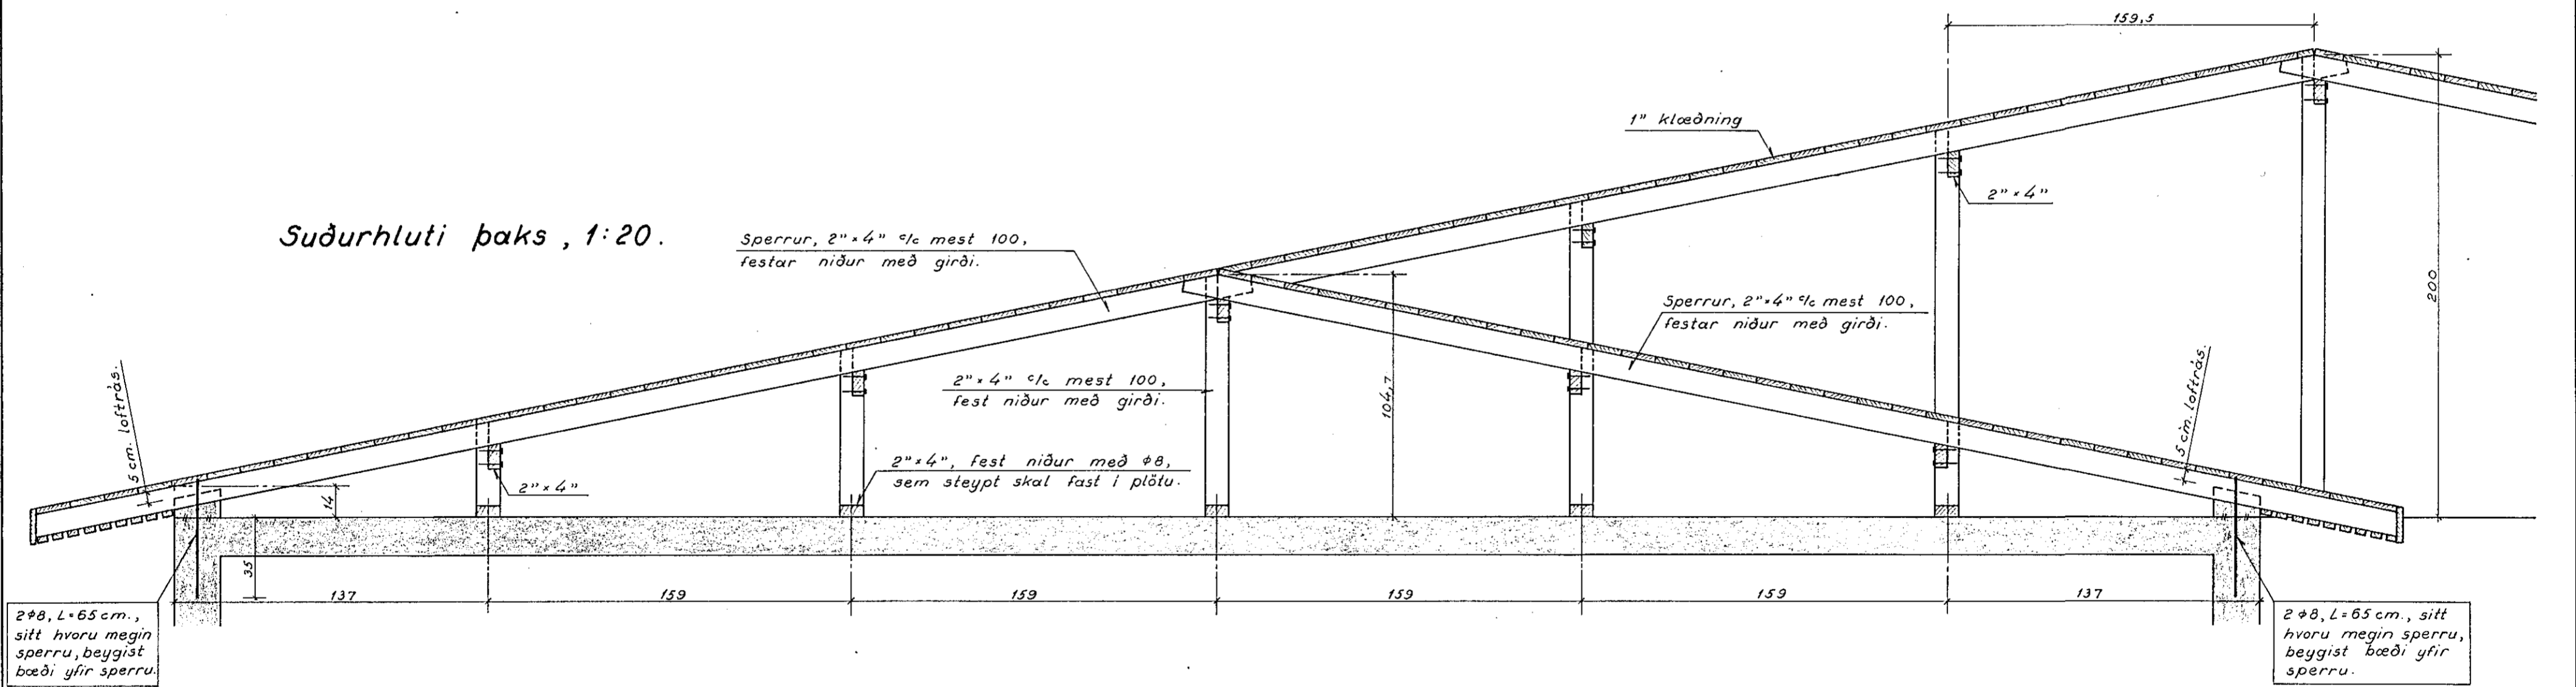 159,5
1" klæðning
2"×4"
200
Suðurhluti þaks, 1:20.
Sperrur, 2"×4" c/c mest 100,
festar niður með girði.
Sperrur, 2"×4" c/c mest 100,
festar niður með girði.
5 cm. loftrás.
2"×4" c/c mest 100,
fest niður með girði.
104,7
5 cm. loftrás.
2"×4", fest niður með ϕ8,
sem steypt skal fast í plötu.
2"×4"
14
35
137
159
159
159
159
137
2ϕ8, L=65 cm.,
sitt hvoru megin
sperru, beygist
bæði yfir sperru.
2ϕ8, L=65 cm., sitt
hvoru megin sperru,
beygist bæði yfir
sperru.